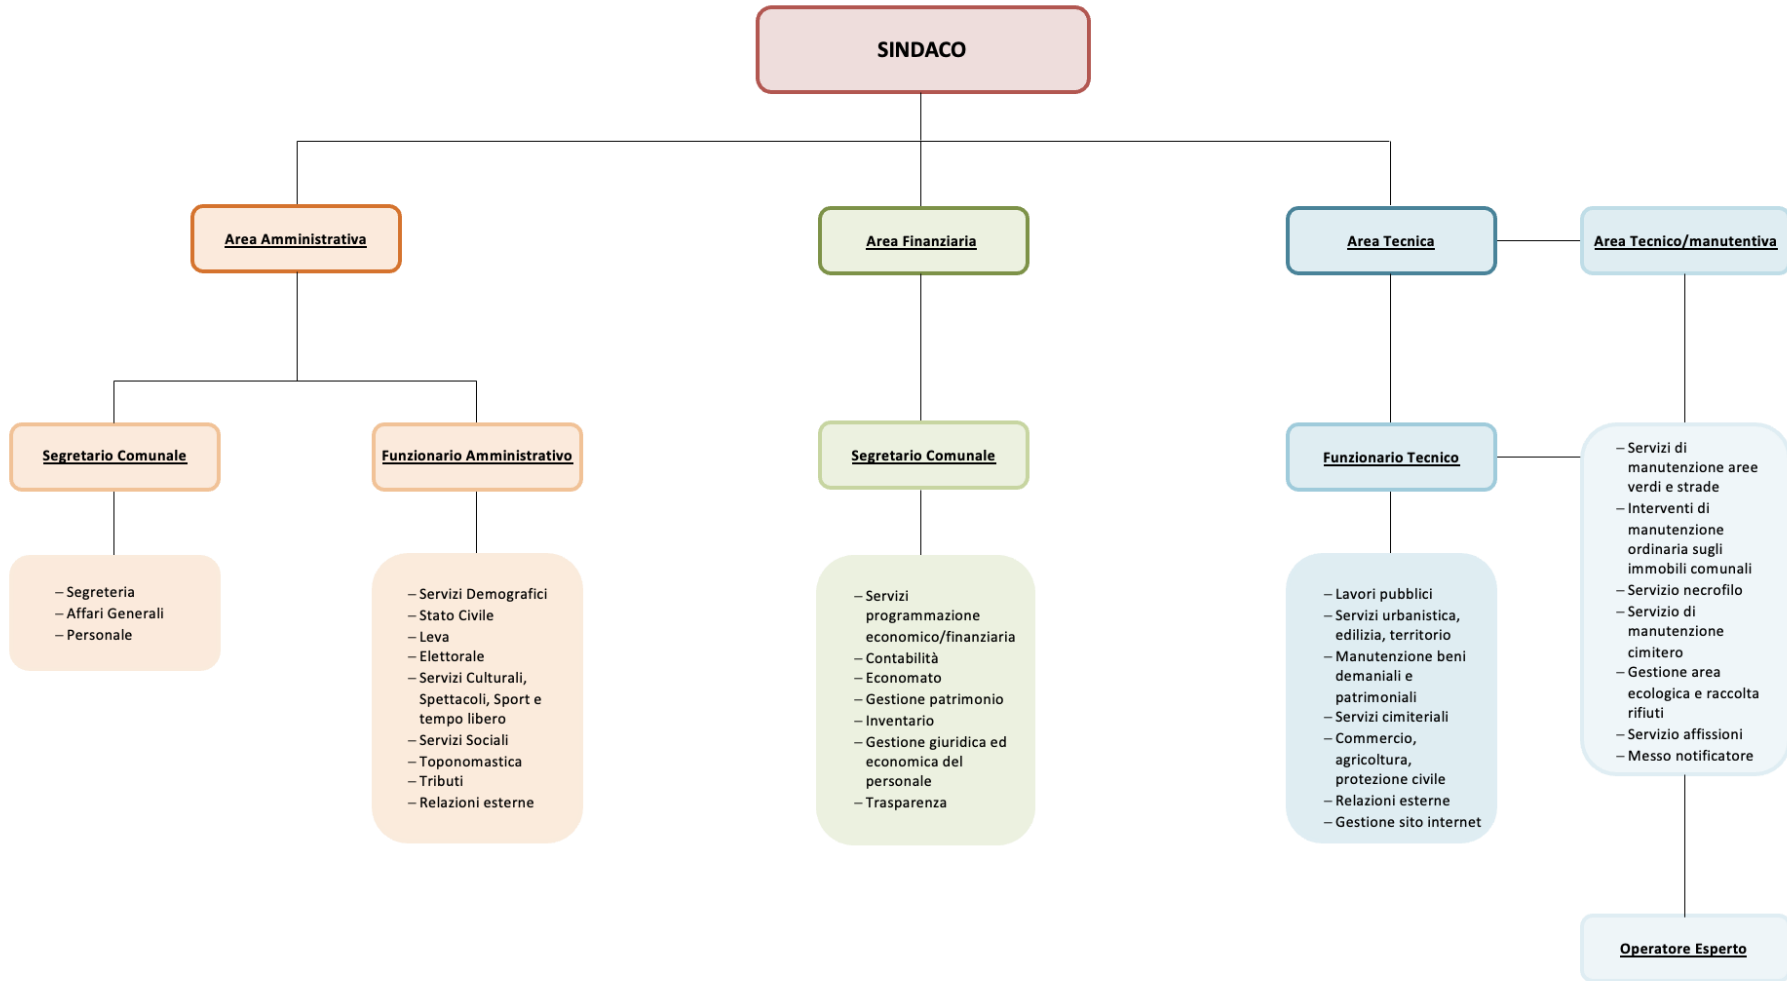 SINDACO
Area Amministrativa
Area Finanziaria
Area Tecnica
Area Tecnico/manutentiva
Segretario Comunale
Funzionario Amministrativo
Segretario Comunale
Funzionario Tecnico
– Segreteria
– Affari Generali
– Personale
– Servizi Demografici
– Stato Civile
– Leva
– Elettorale
– Servizi Culturali,
Spettacoli, Sport e
tempo libero
– Servizi Sociali
– Toponomastica
– Tributi
– Relazioni esterne
– Servizi
programmazione
economico/finanziaria
– Contabilità
– Economato
– Gestione patrimonio
– Inventario
– Gestione giuridica ed
economica del
personale
– Trasparenza
– Lavori pubblici
– Servizi urbanistica,
edilizia, territorio
– Manutenzione beni
demaniali e
patrimoniali
– Servizi cimiteriali
– Commercio,
agricoltura,
protezione civile
– Relazioni esterne
– Gestione sito internet
– Servizi di
manutenzione aree
verdi e strade
– Interventi di
manutenzione
ordinaria sugli
immobili comunali
– Servizio necrofilo
– Servizio di
manutenzione
cimitero
– Gestione area
ecologica e raccolta
rifiuti
– Servizio affissioni
– Messo notificatore
Operatore Esperto